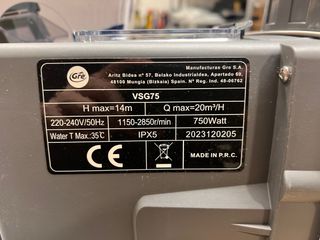 Gre
Manufacturas Gre S.A.
Aritz Bidea nº 57, Belako Industrialdea, Apartado 69,
48100 Mungia (Bizkaia) Spain. Nº Reg. Ind. 48-06762
VSG75
H max=14m Q max=20m³/H
220-240V/50Hz 1150-2850r/min 750Watt
Water T Max.:35℃ IPX5 2023120205
CE MADE IN P.R.C.